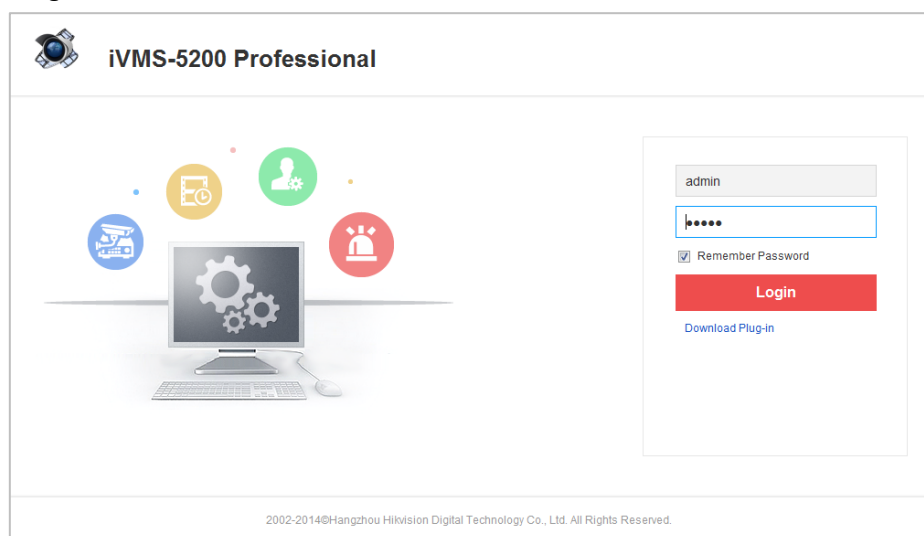 iVMS-5200 Professional
admin
•••••
Remember Password
Login
Download Plug-in
2002-2014©Hangzhou Hikvision Digital Technology Co., Ltd. All Rights Reserved.